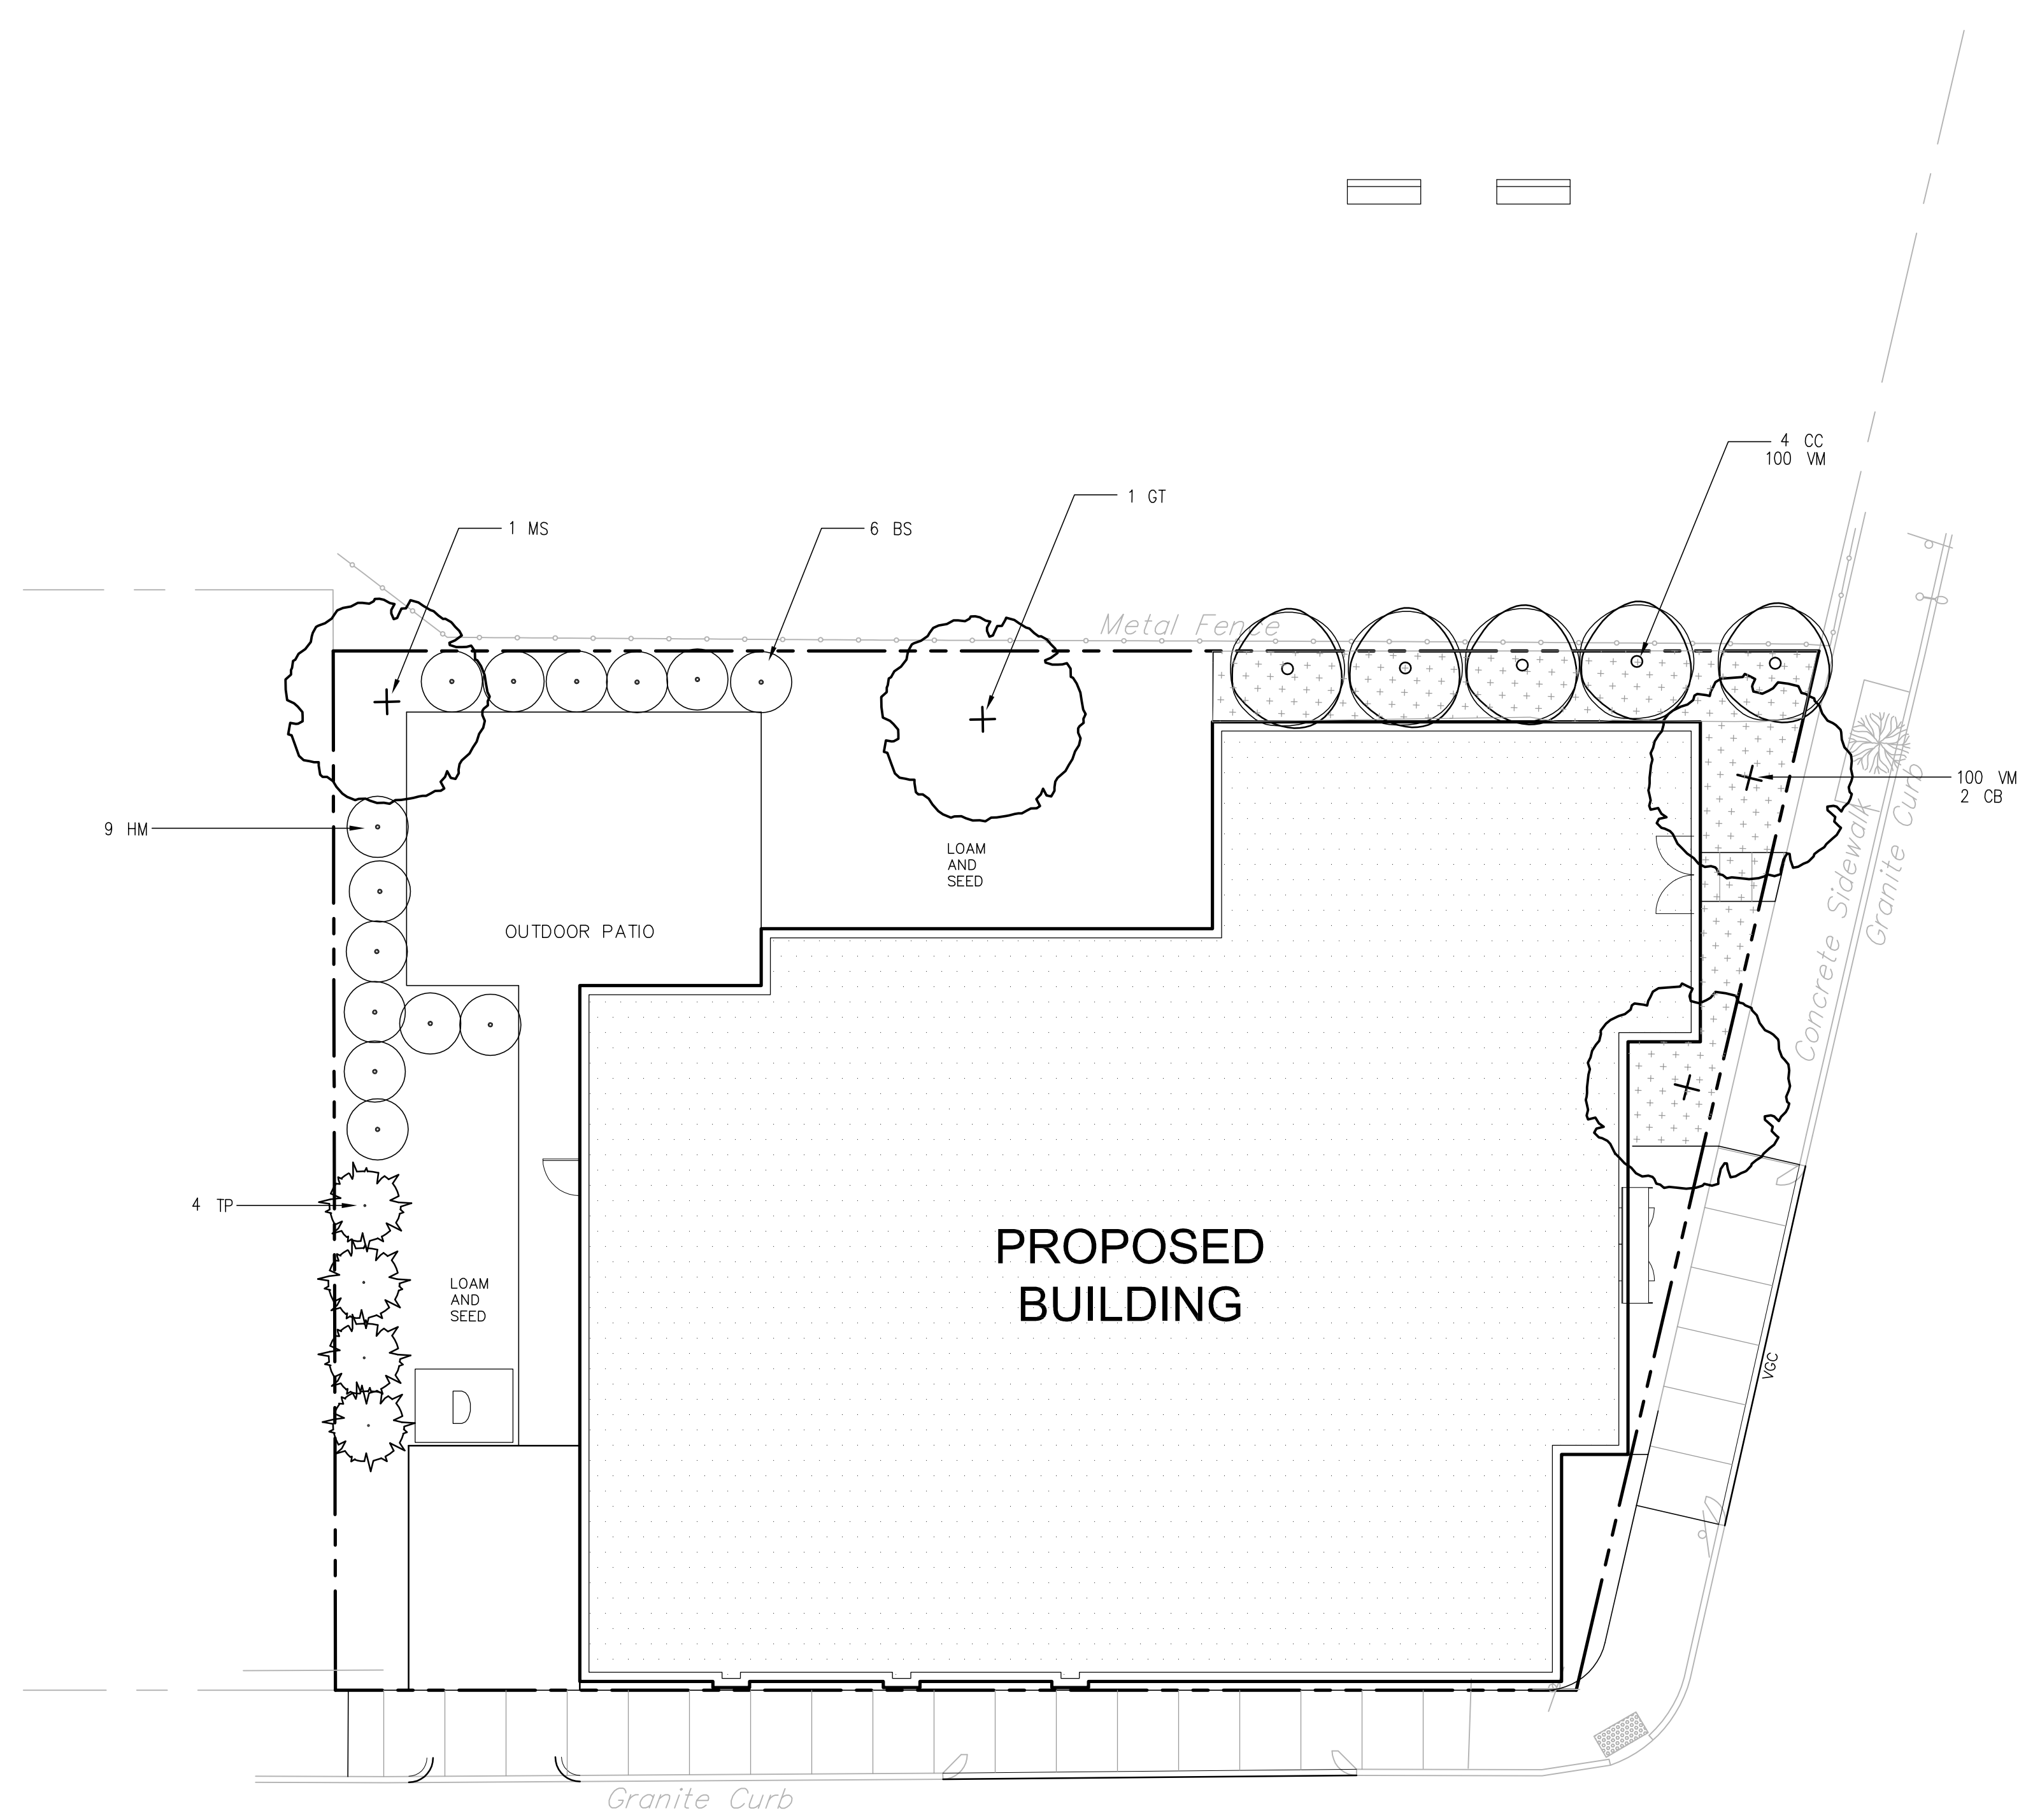 4 CC
100 VM
1 GT
1 MS
6 BS
Metal Fence
100 VM
2 CB
9 HM
LOAM
AND
SEED
OUTDOOR PATIO
Concrete Sidewalk
Granite Curb
4 TP
PROPOSED
BUILDING
LOAM
AND
SEED
VGC
D
Granite Curb